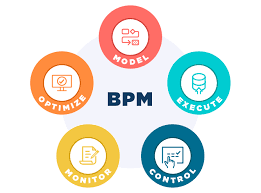 MODEL
EXECUTE
CONTROL
MONITOR
OPTIMIZE
BPM